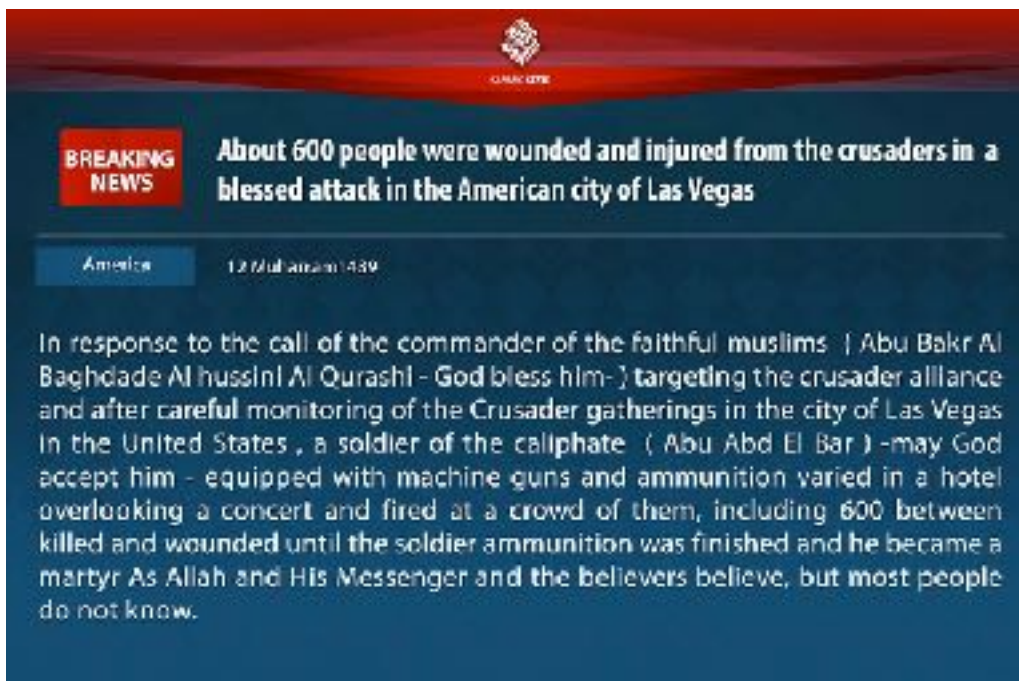 BREAKING
NEWS
About 600 people were wounded and injured from the crusaders in a
blessed attack in the American city of Las Vegas
America
12 Muharram 1439
In response to the call of the commander of the faithful muslims ( Abu Bakr Al
Baghdade Al hussini Al Qurashi - God bless him- ) targeting the crusader alliance
and after careful monitoring of the Crusader gatherings in the city of Las Vegas
in the United States , a soldier of the caliphate ( Abu Abd El Bar ) -may God
accept him - equipped with machine guns and ammunition varied in a hotel
overlooking a concert and fired at a crowd of them, including 600 between
killed and wounded until the soldier ammunition was finished and he became a
martyr As Allah and His Messenger and the believers believe, but most people
do not know.